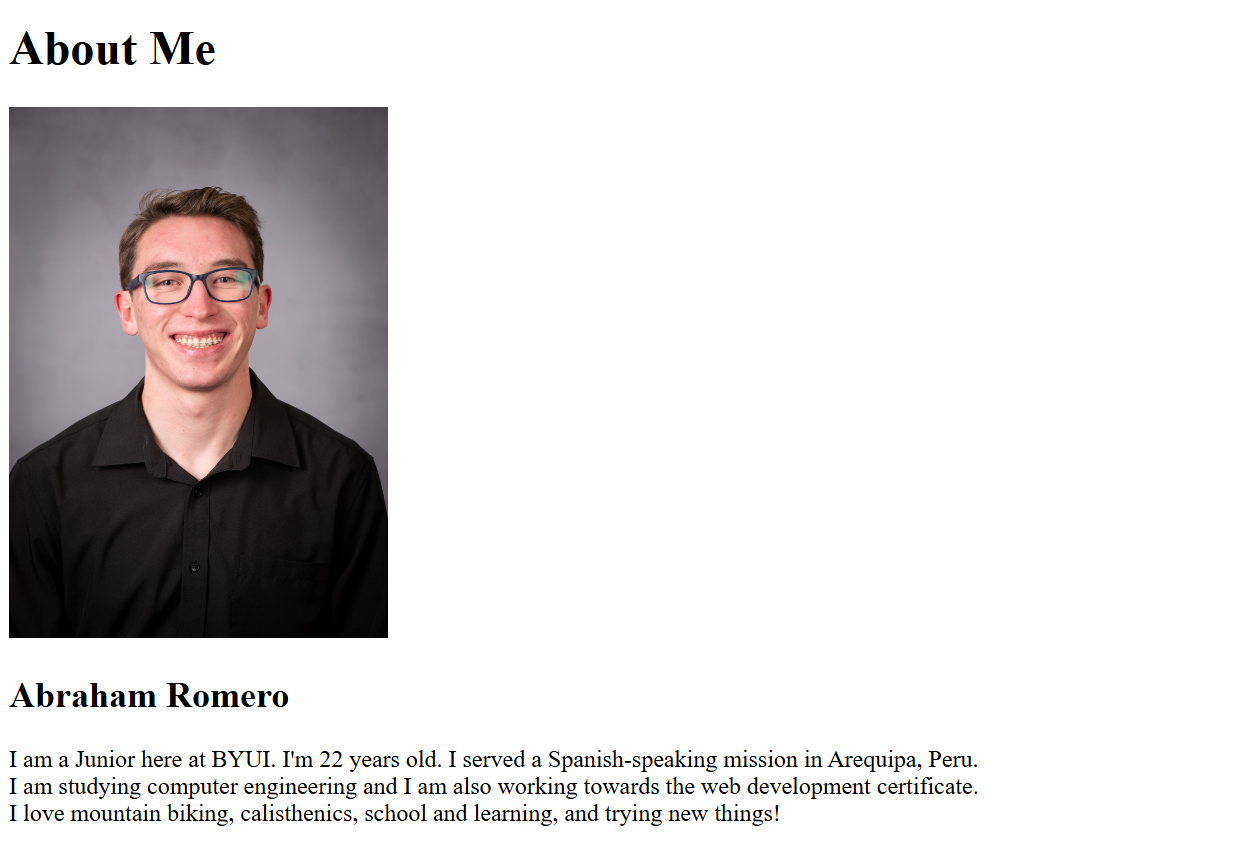 About Me
Abraham Romero
I am a Junior here at BYUI. I'm 22 years old. I served a Spanish-speaking mission in Arequipa, Peru.
I am studying computer engineering and I am also working towards the web development certificate.
I love mountain biking, calisthenics, school and learning, and trying new things!